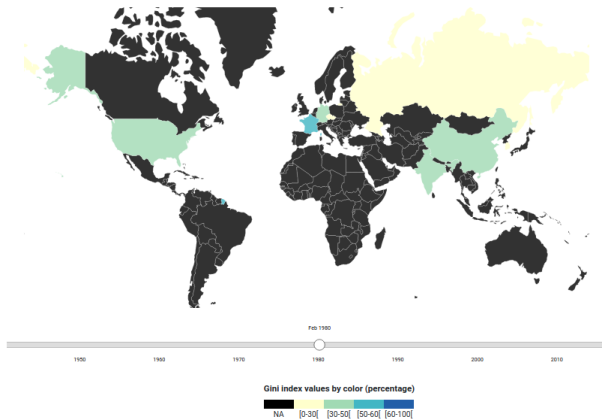 Feb 1980
1950 1960 1970 1980 1990 2000 2010
Gini index values by color (percentage)
NA [0-30[ [30-50[ [50-60[ [60-100[